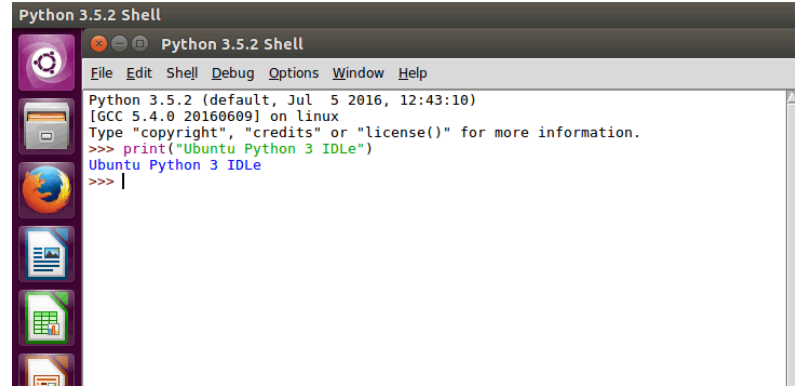 Python 3.5.2 Shell
Python 3.5.2 Shell
File Edit Shell Debug Options Window Help
Python 3.5.2 (default, Jul  5 2016, 12:43:10)
[GCC 5.4.0 20160609] on linux
Type "copyright", "credits" or "license()" for more information.
>>> print("Ubuntu Python 3 IDLe")
Ubuntu Python 3 IDLe
>>>